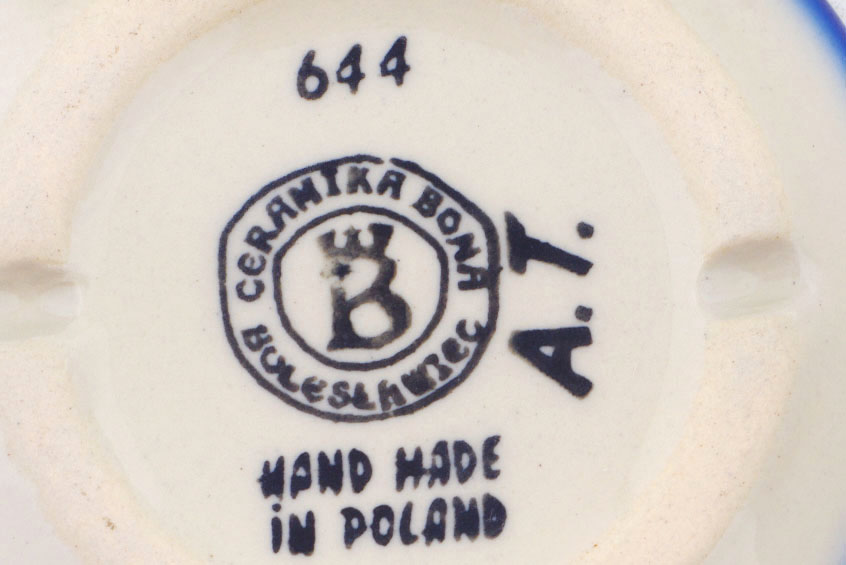 644
CERAMIKA BONA
B
BOLESŁAWIEC
A.T.
HAND MADE
IN POLAND